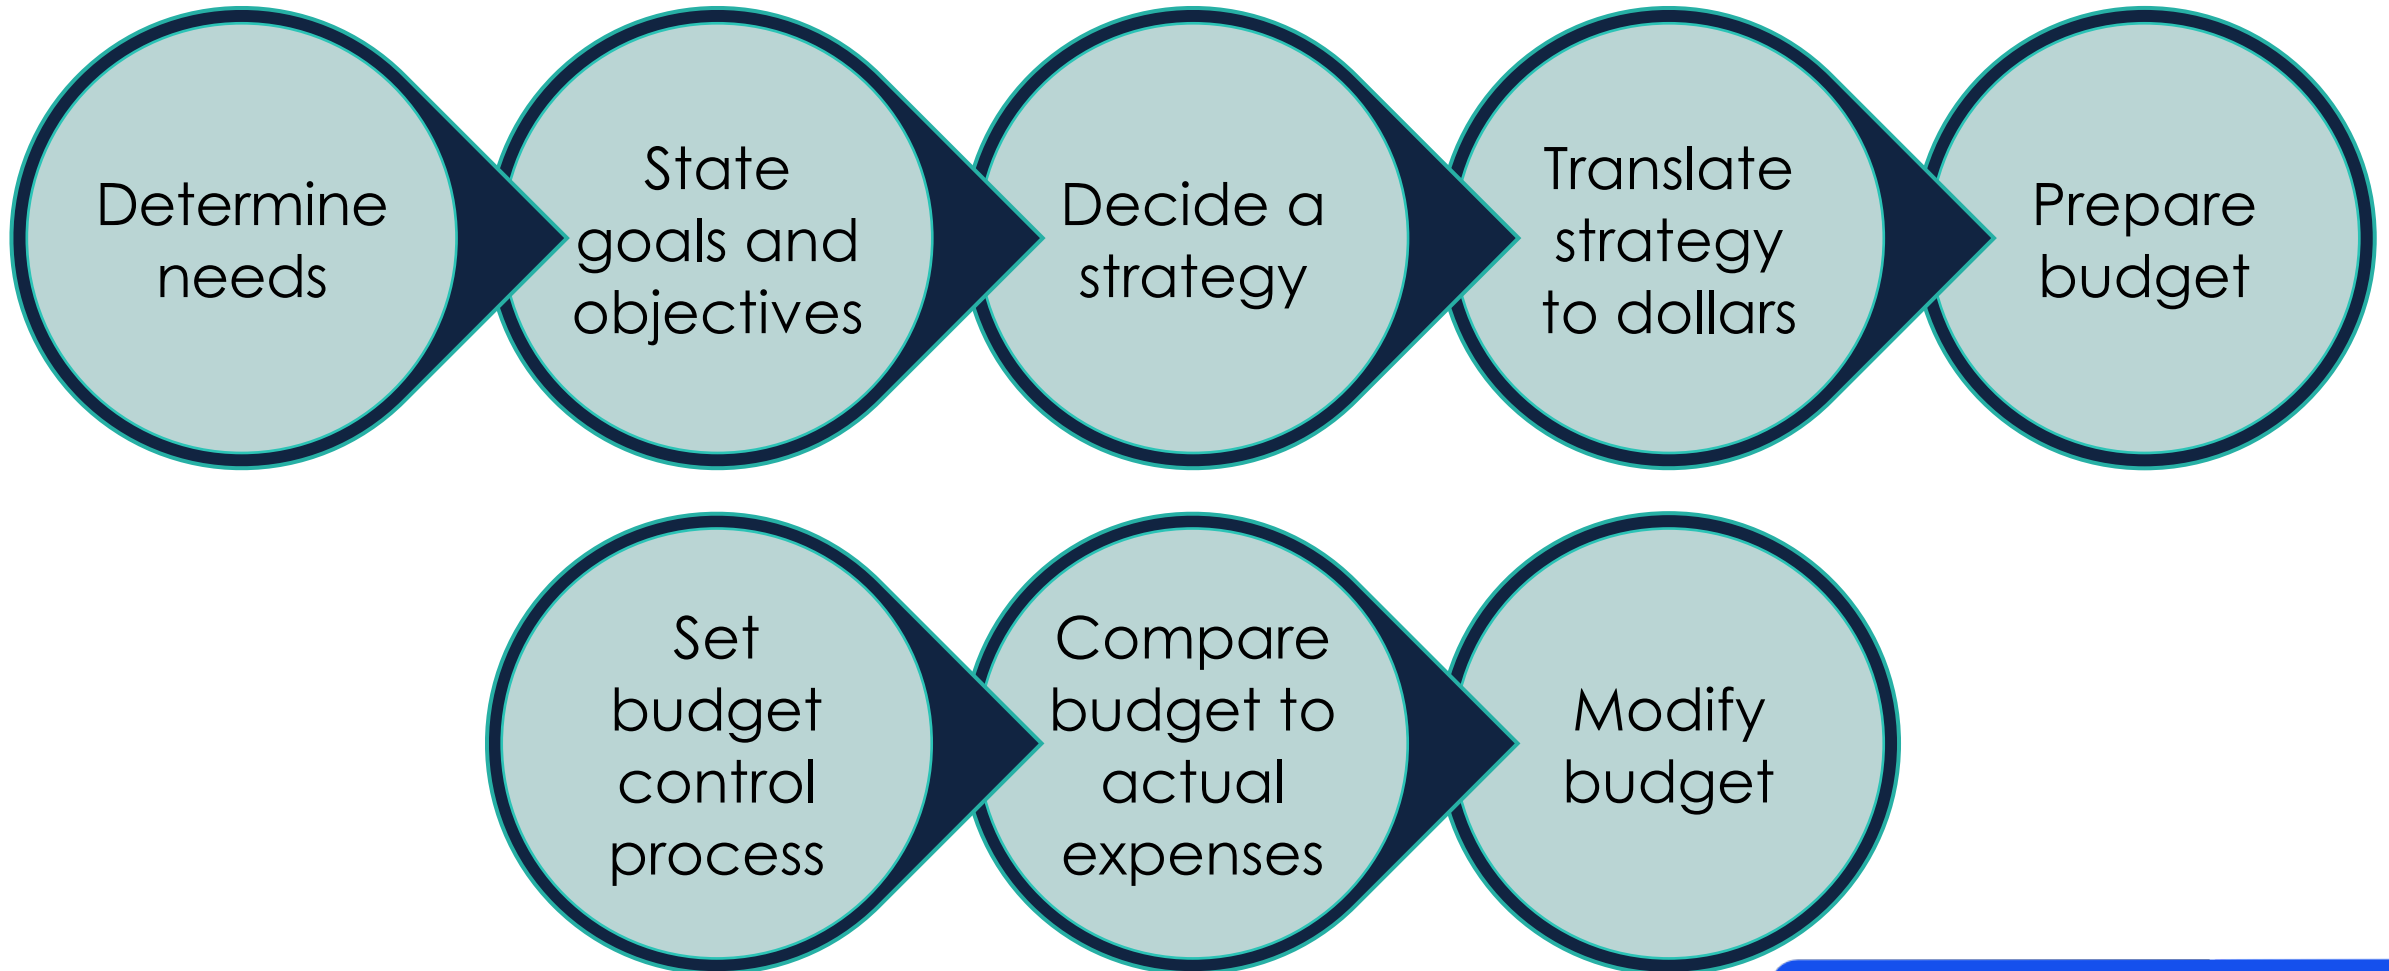 Determine
needs
State
goals and
objectives
Decide a
strategy
Translate
strategy
to dollars
Prepare
budget
Set
budget
control
process
Compare
budget to
actual
expenses
Modify
budget